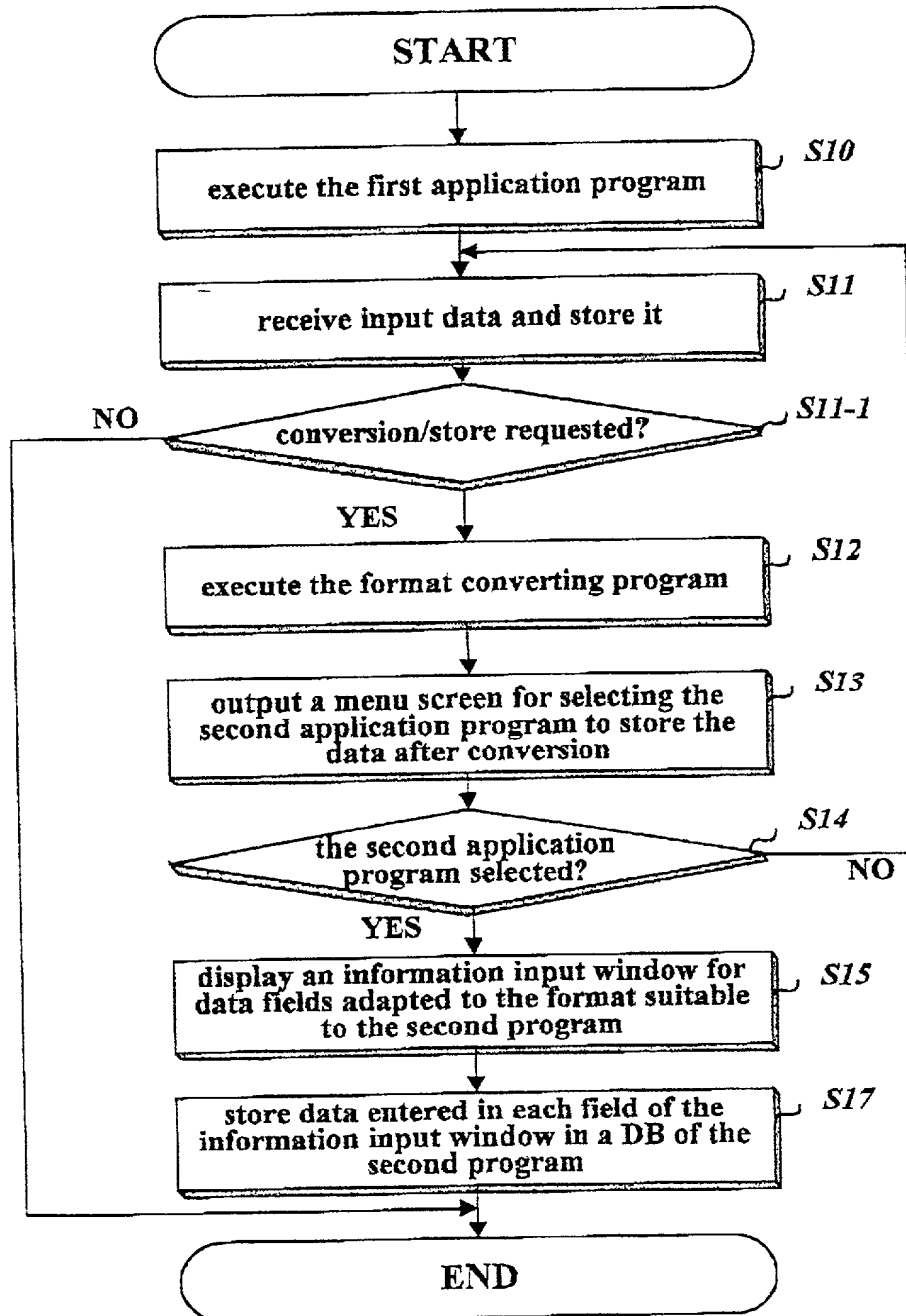 START
S10
execute the first application program
S11
receive input data and store it
NO
S11-1
conversion/store requested?
YES
S12
execute the format converting program
S13
output a menu screen for selecting the
second application program to store the
data after conversion
S14
the second application
program selected?
NO
YES
S15
display an information input window for
data fields adapted to the format suitable
to the second program
S17
store data entered in each field of the
information input window in a DB of the
second program
END